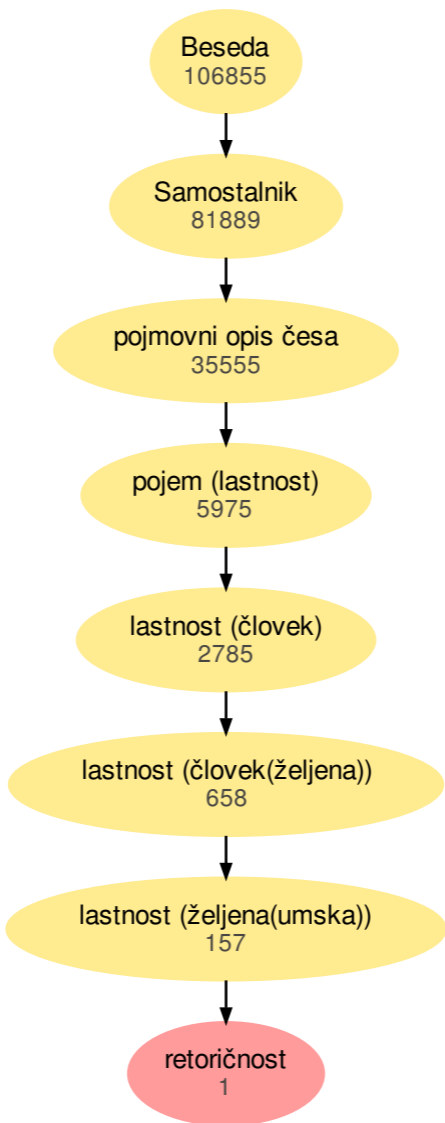 Beseda
106855
Samostalnik
81889
pojmovni opis česa
35555
pojem (lastnost)
5975
lastnost (človek)
2785
lastnost (človek(željena))
658
lastnost (željena(umska))
157
retoričnost
1